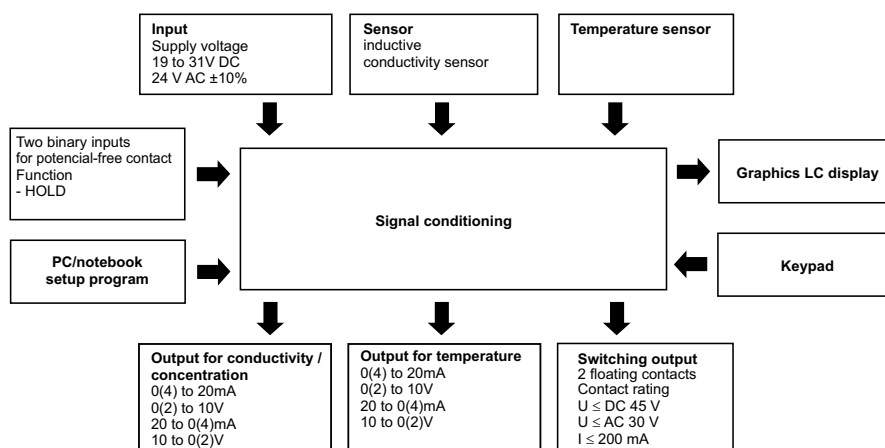 Input
Supply voltage
19 to 31V DC
24 V AC ±10%
Sensor
inductive
conductivity sensor
Temperature sensor
Two binary inputs
for potencial-free contact
Function
- HOLD
Signal conditioning
Graphics LC display
PC/notebook
setup program
Keypad
Output for conductivity /
concentration
0(4) to 20mA
0(2) to 10V
20 to 0(4)mA
10 to 0(2)V
Output for temperature
0(4) to 20mA
0(2) to 10V
20 to 0(4)mA
10 to 0(2)V
Switching output
2 floating contacts
Contact rating
U ≤ DC 45 V
U ≤ AC 30 V
I ≤ 200 mA